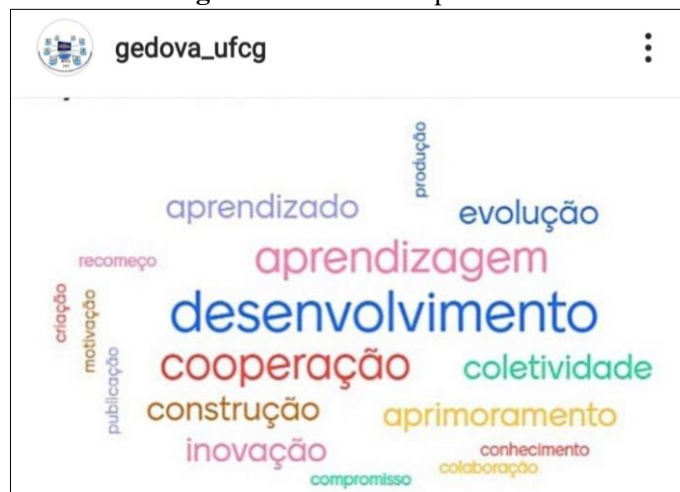 gedova_ufcg
produção
aprendizado
evolução
recomeço
aprendizagem
criação
motivação
desenvolvimento
publicação
cooperação
coletividade
construção
aprimoramento
inovação
conhecimento
colaboração
compromisso